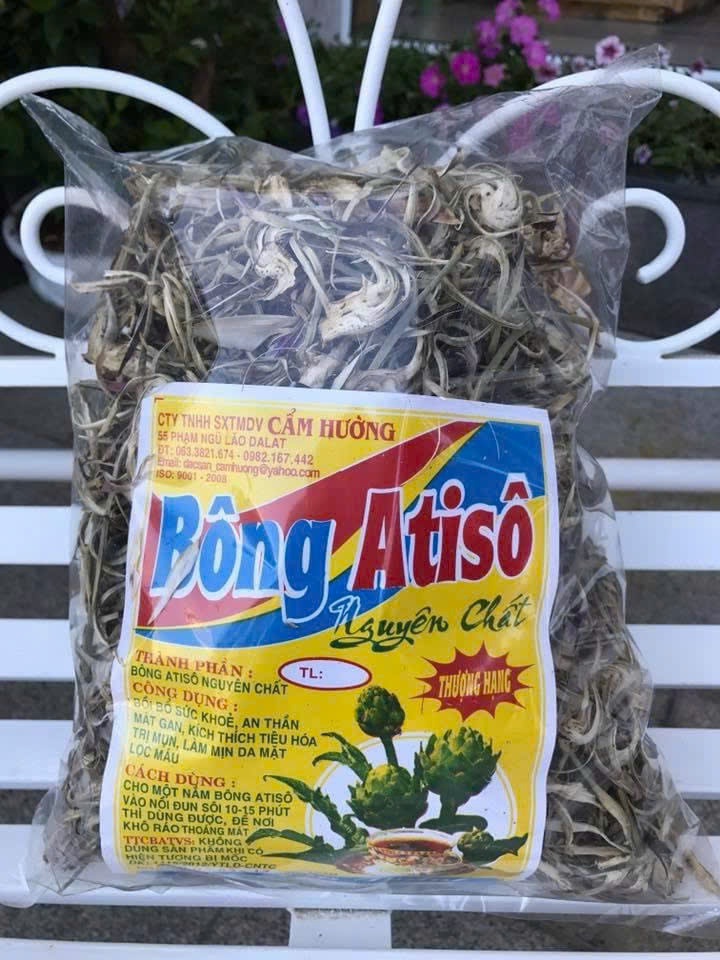 CTY TNHH SXTMDV CẨM HƯỜNG
55 PHẠM NGŨ LÃO DALAT
ĐT: 063.3821.674 - 0982.167.442
Email: dacsan_camhuong@yahoo.com
ISO: 9001 - 2008
Bông Atisô
Nguyên Chất
THƯỢNG HẠNG
TL:
THÀNH PHẦN :
BÔNG ATISÔ NGUYÊN CHẤT
CÔNG DỤNG :
BỒI BỔ SỨC KHOẺ, AN THẦN
MÁT GAN, KÍCH THÍCH TIÊU HÓA
TRỊ MỤN, LÀM MỊN DA MẶT
LỌC MÁU
CÁCH DÙNG :
CHO MỘT NẮM BÔNG ATISÔ
VÀO NỒI ĐUN SÔI 10-15 PHÚT
THÌ DÙNG ĐƯỢC, ĐỂ NƠI
KHÔ RÁO THOÁNG MÁT
TTCBATVS: KHÔNG
DÙNG SẢN PHẨM KHI CÓ
HIỆN TƯỢNG BỊ MỐC